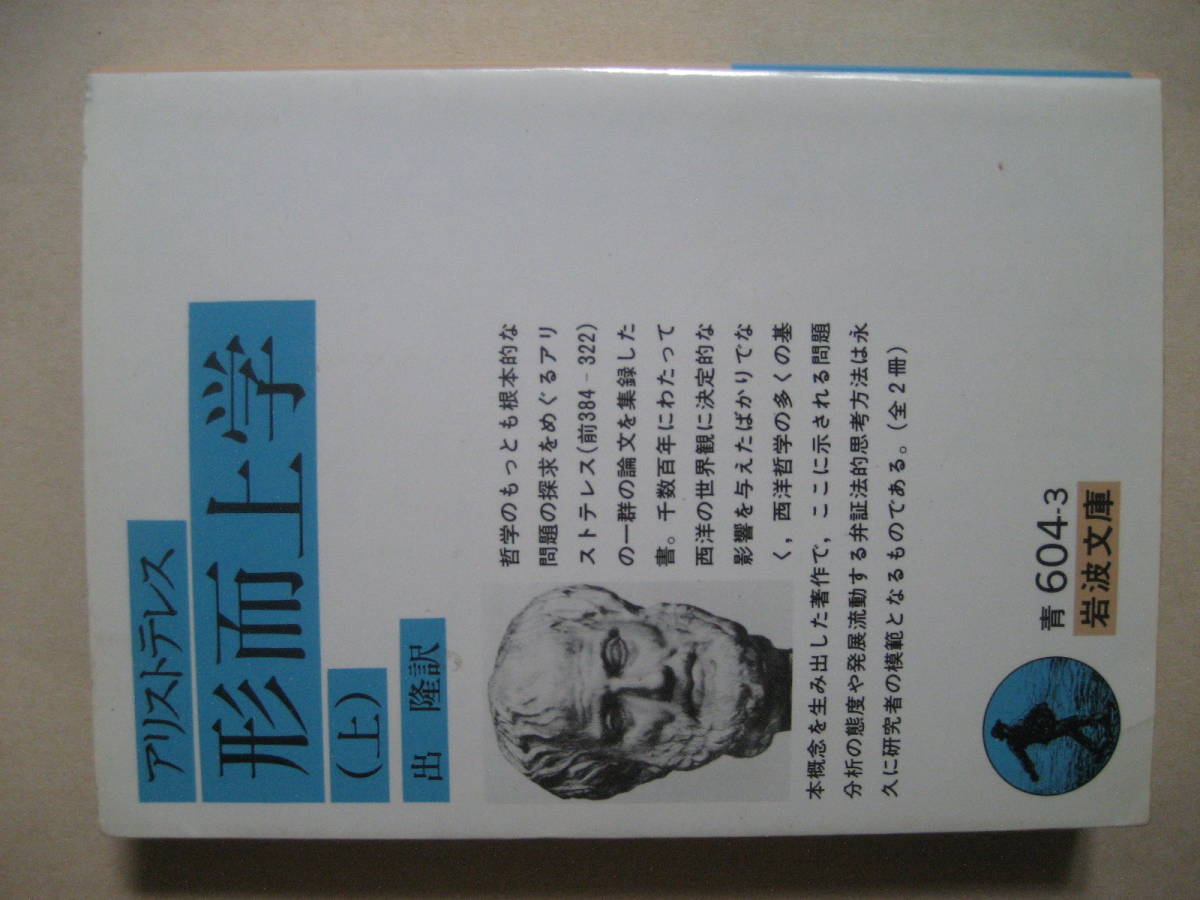 アリストテレス
形而上学
(上)
出 隆訳
哲学のもっとも根本的な
問題の探求をめぐるアリ
ストテレス(前384‐322)
の一群の論文を集録した
書。千数百年にわたって
西洋の世界観に決定的な
影響を与えたばかりでな
く，西洋哲学の多くの基
本概念を生み出した著作で，ここに示される問題
分析の態度や発展流動する弁証法的思考方法は永
久に研究者の模範となるものである。(全2冊)
青 604-3
岩波文庫